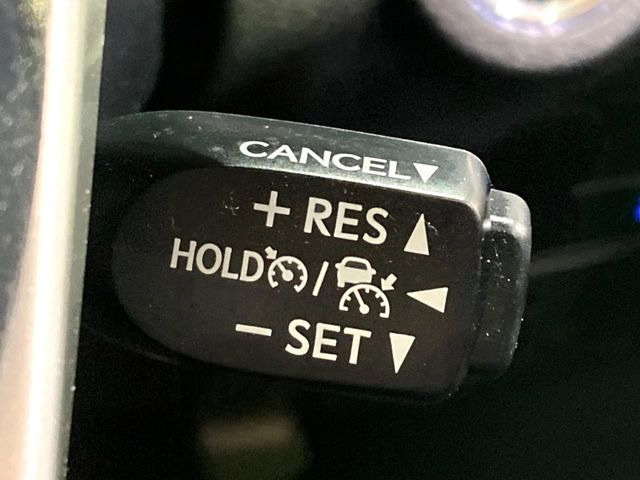 CANCEL▼
+ RES ▲
HOLD / ◀
− SET ▼